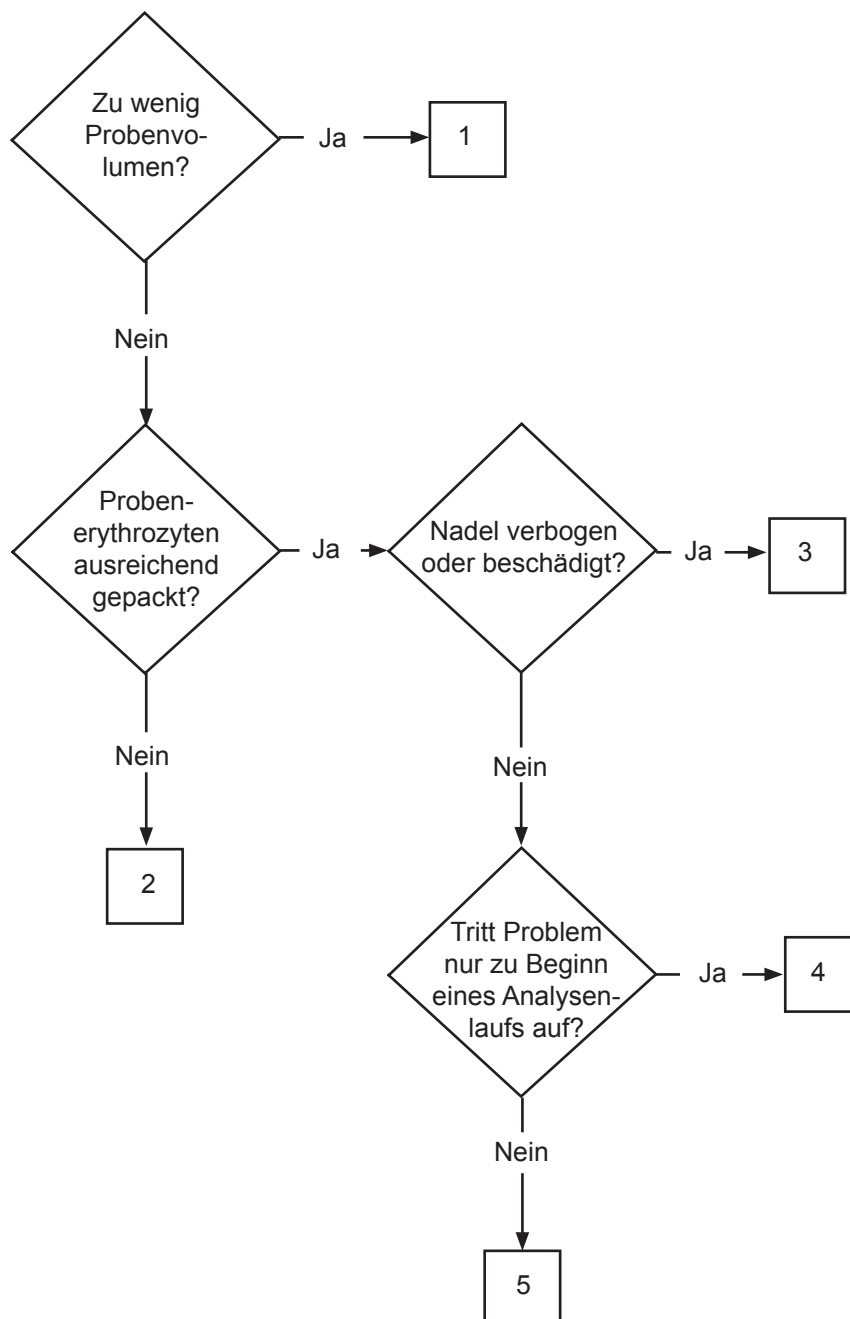 Zu wenig
Probenvo-
lumen?
Ja
1
Nein
Proben-
erythrozyten
ausreichend
gepackt?
Ja
Nadel verbogen
oder beschädigt?
Ja
3
Nein
Nein
2
Tritt Problem
nur zu Beginn
eines Analysen-
laufs auf?
Ja
4
Nein
5